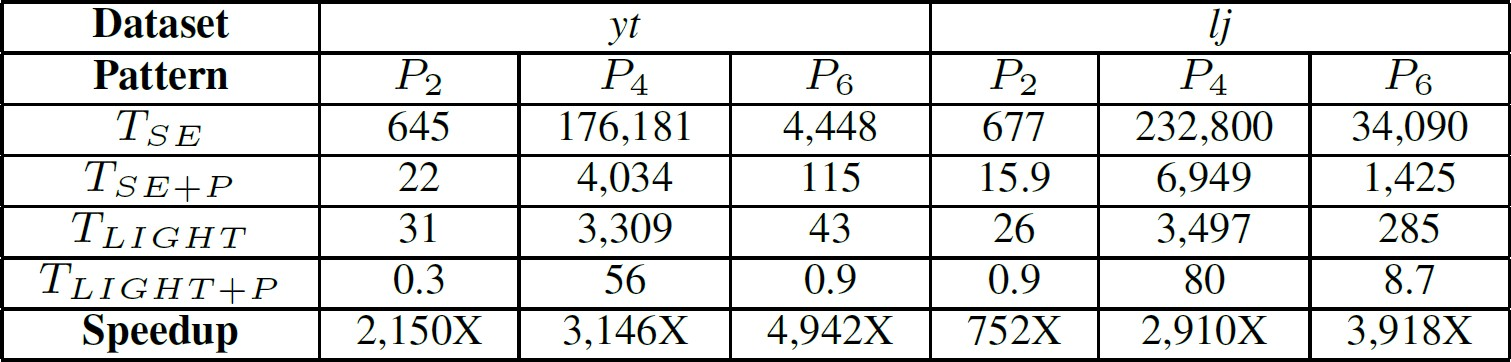 Dataset yt lj
Pattern P2 P4 P6 P2 P4 P6
TSE 645 176,181 4,448 677 232,800 34,090
TSE+P 22 4,034 115 15.9 6,949 1,425
TLIGHT 31 3,309 43 26 3,497 285
TLIGHT+P 0.3 56 0.9 0.9 80 8.7
Speedup 2,150X 3,146X 4,942X 752X 2,910X 3,918X